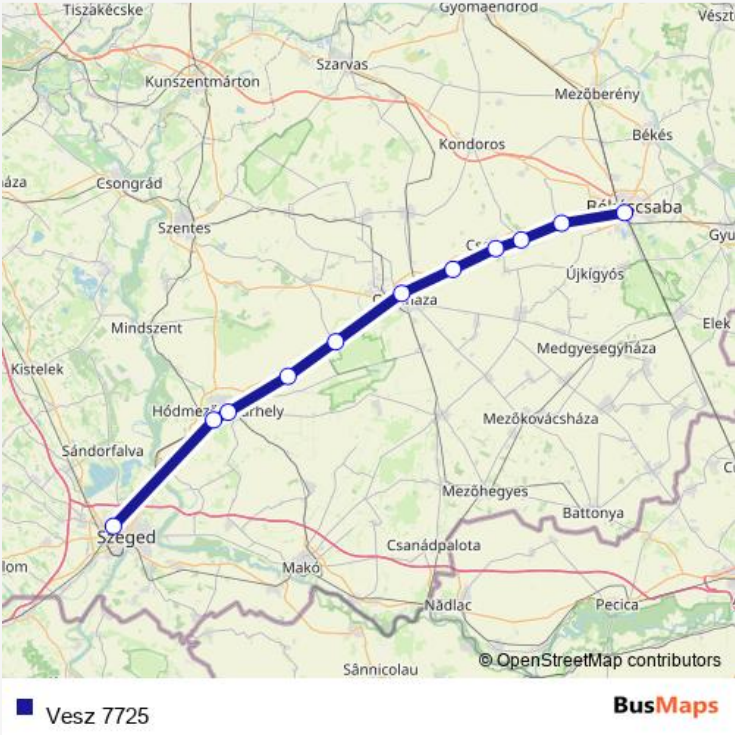 Tiszakécske
Gyomaendrőd
Vészt
Szarvas
Kunszentmárton
Mezőberény
Békés
Kondoros
áza
Csongrád
Szentes
Gyu
Újkígyós
Mindszent
Elek
Medgyesegyháza
Kistelek
Mezőkovácsháza
Sándorfalva
Mezőhegyes
Battonya
Szeged
Csanádpalota
lom
Makó
Nădlac
Pecica
Sânnicolau
© OpenStreetMap contributors
Vesz 7725
BusMaps